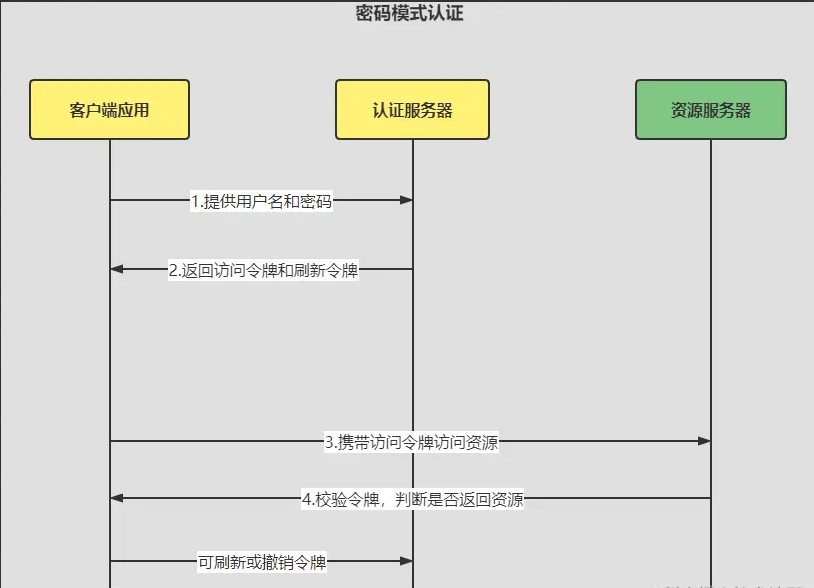 密码模式认证
客户端应用
认证服务器
资源服务器
1.提供用户名和密码
2.返回访问令牌和刷新令牌
3.携带访问令牌访问资源
4.校验令牌，判断是否返回资源
可刷新或撤销令牌